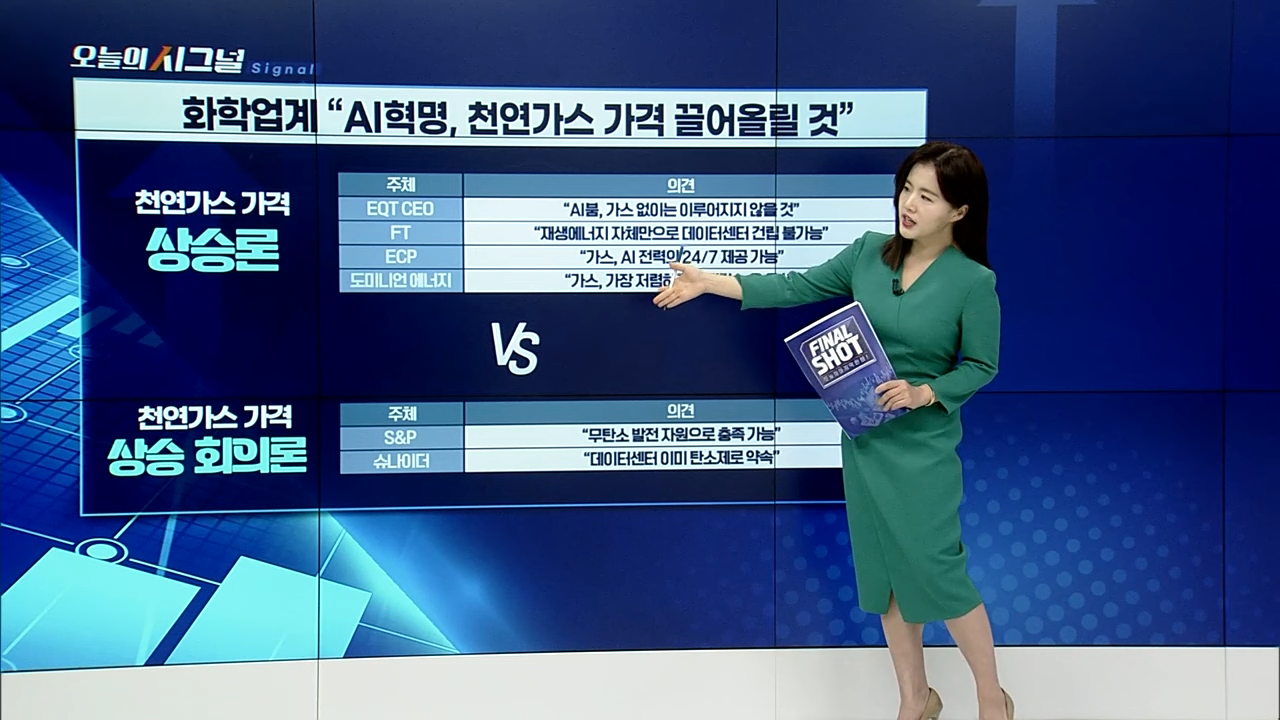 오늘의 시그널 Signal
화학업계 “AI혁명, 천연가스 가격 끌어올릴 것”
천연가스 가격
상승론
주체 의견
EQT CEO “AI붐, 가스 없이는 이루어지지 않을 것”
FT “재생에너지 자체만으로 데이터센터 건립 불가능”
ECP “가스, AI 전력의 24/7 제공 가능”
도미니언 에너지 “가스, 가장 저렴하
VS
천연가스 가격
상승 회의론
주체 의견
S&P “무탄소 발전 자원으로 충족 가능”
슈나이더 “데이터센터 이미 탄소제로 약속”
FINAL
SHOT